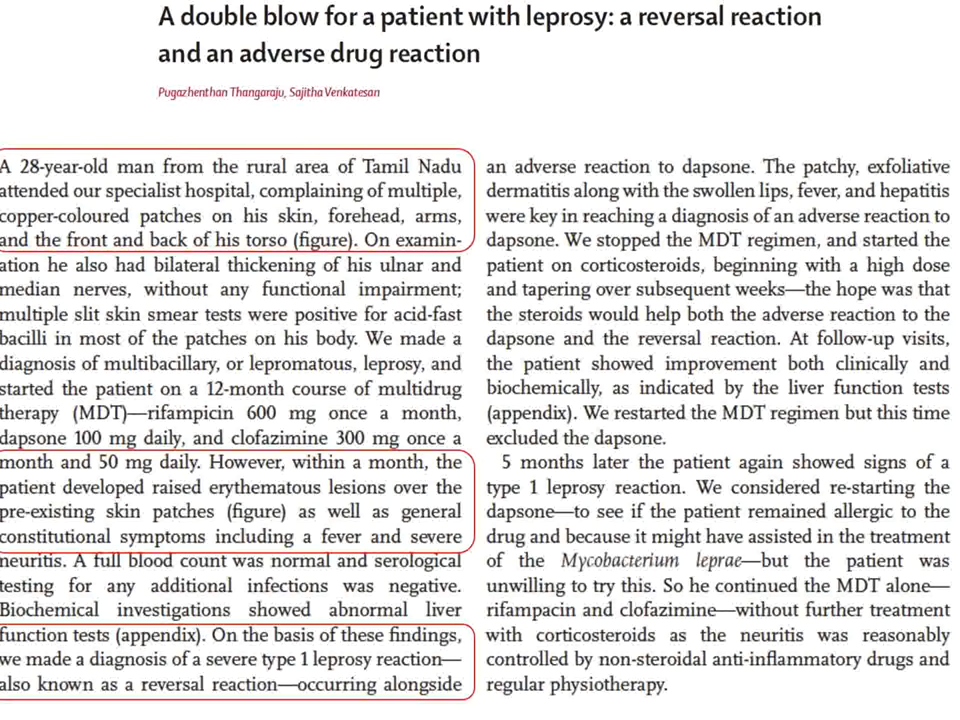 A double blow for a patient with leprosy: a reversal reaction
and an adverse drug reaction
Pugazhenthan Thangaraju, Sajitha Venkatesan
A 28-year-old man from the rural area of Tamil Nadu
attended our specialist hospital, complaining of multiple,
copper-coloured patches on his skin, forehead, arms,
and the front and back of his torso (figure). On examin-
ation he also had bilateral thickening of his ulnar and
median nerves, without any functional impairment;
multiple slit skin smear tests were positive for acid-fast
bacilli in most of the patches on his body. We made a
diagnosis of multibacillary, or lepromatous, leprosy, and
started the patient on a 12-month course of multidrug
therapy (MDT)—rifampicin 600 mg once a month,
dapsone 100 mg daily, and clofazimine 300 mg once a
month and 50 mg daily. However, within a month, the
patient developed raised erythematous lesions over the
pre-existing skin patches (figure) as well as general
constitutional symptoms including a fever and severe
neuritis. A full blood count was normal and serological
testing for any additional infections was negative.
Biochemical investigations showed abnormal liver
function tests (appendix). On the basis of these findings,
we made a diagnosis of a severe type 1 leprosy reaction—
also known as a reversal reaction—occurring alongside
an adverse reaction to dapsone. The patchy, exfoliative
dermatitis along with the swollen lips, fever, and hepatitis
were key in reaching a diagnosis of an adverse reaction to
dapsone. We stopped the MDT regimen, and started the
patient on corticosteroids, beginning with a high dose
and tapering over subsequent weeks—the hope was that
the steroids would help both the adverse reaction to the
dapsone and the reversal reaction. At follow-up visits,
the patient showed improvement both clinically and
biochemically, as indicated by the liver function tests
(appendix). We restarted the MDT regimen but this time
excluded the dapsone.
5 months later the patient again showed signs of a
type 1 leprosy reaction. We considered re-starting the
dapsone—to see if the patient remained allergic to the
drug and because it might have assisted in the treatment
of the Mycobacterium leprae—but the patient was
unwilling to try this. So he continued the MDT alone—
rifampacin and clofazimine—without further treatment
with corticosteroids as the neuritis was reasonably
controlled by non-steroidal anti-inflammatory drugs and
regular physiotherapy.